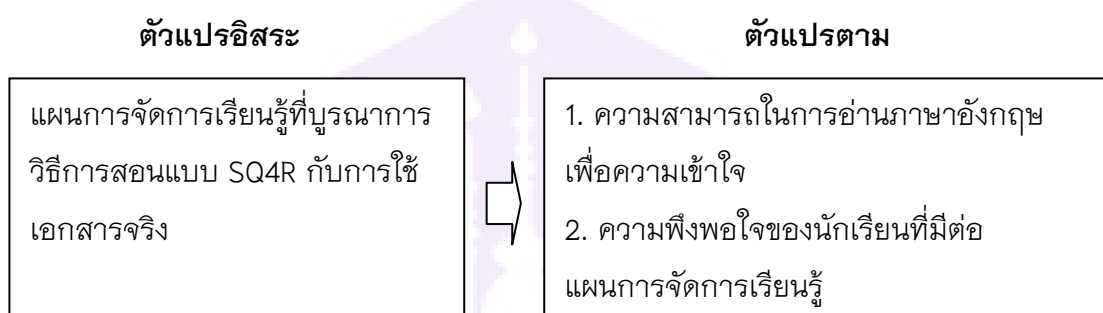 ตัวแปรอิสระ
ตัวแปรตาม
แผนการจัดการเรียนรู้ที่บูรณาการ
วิธีการสอนแบบ SQ4R กับการใช้
เอกสารจริง
1. ความสามารถในการอ่านภาษาอังกฤษ
เพื่อความเข้าใจ
2. ความพึงพอใจของนักเรียนที่มีต่อ
แผนการจัดการเรียนรู้